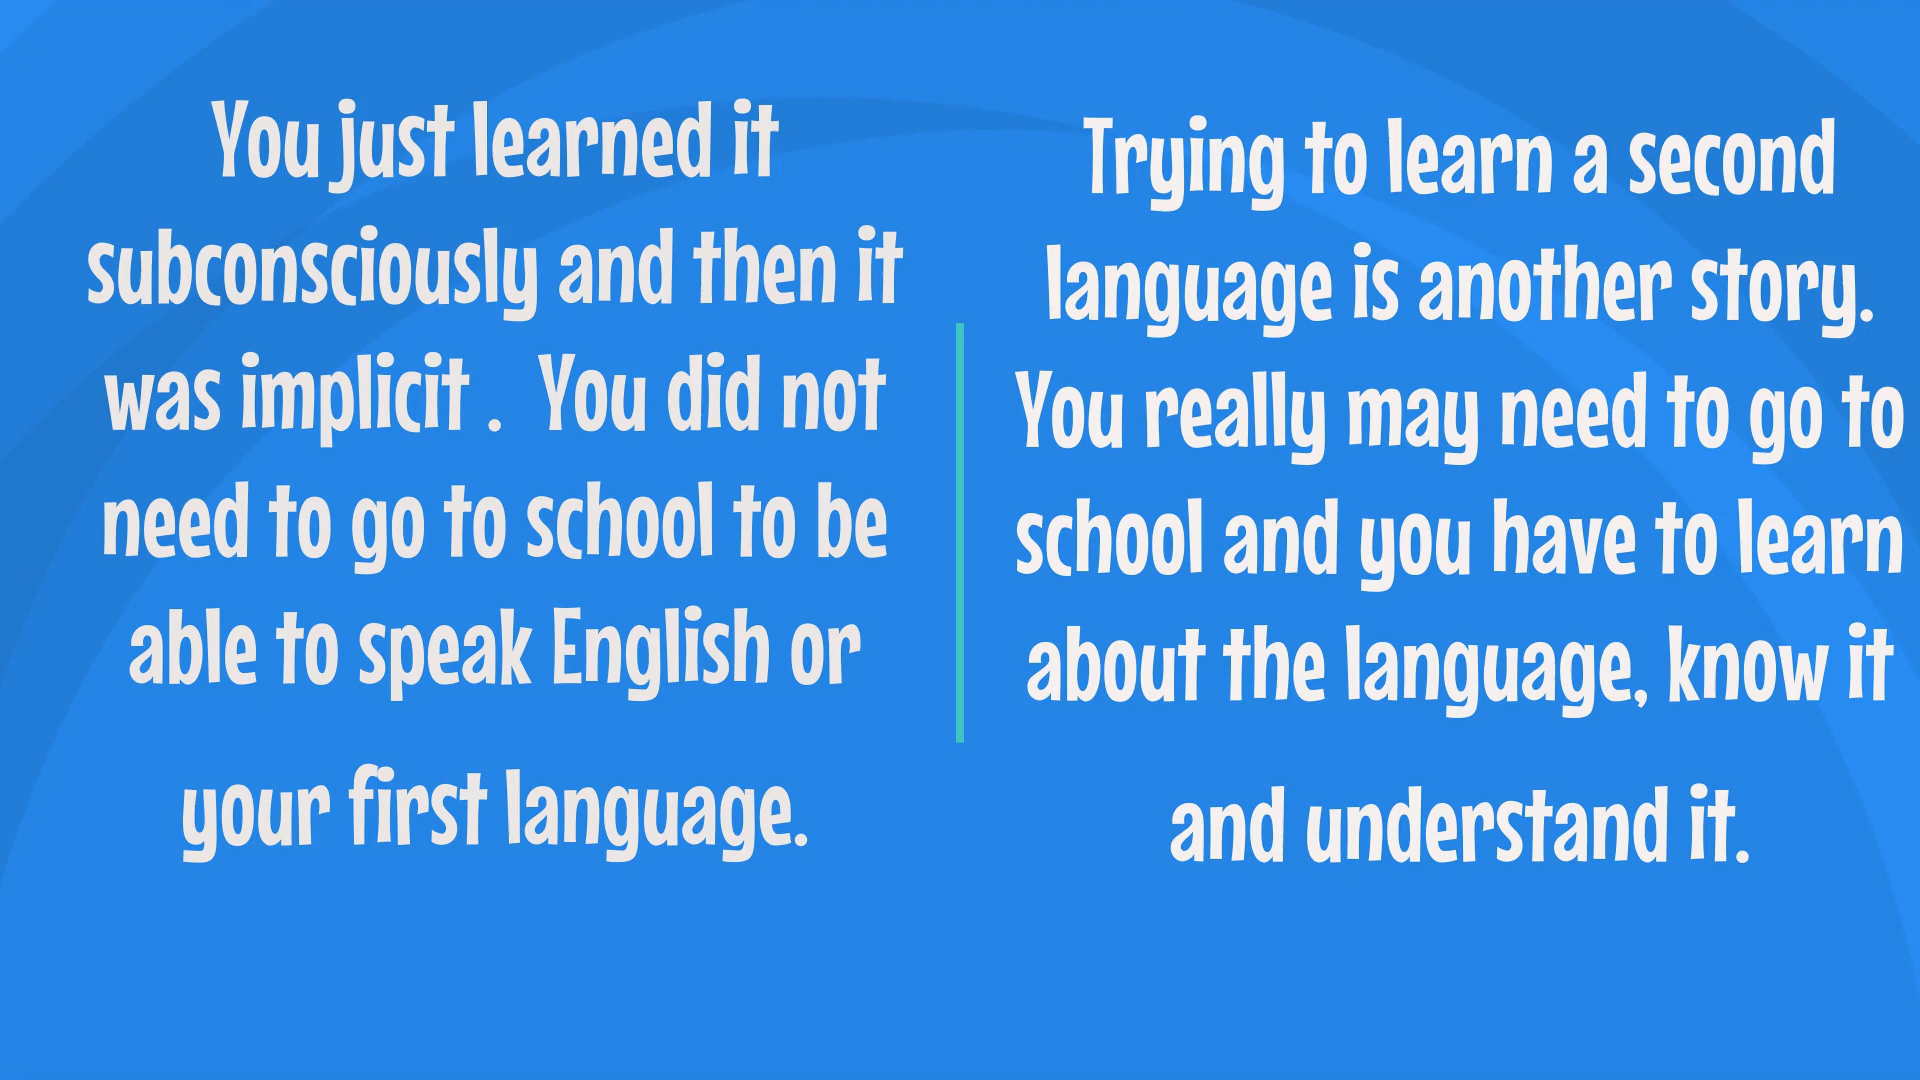 You just learned it
subconsciously and then it
was implicit .  You did not
need to go to school to be
able to speak English or
your first language.
Trying to learn a second
language is another story.
You really may need to go to
school and you have to learn
about the language, know it
and understand it.